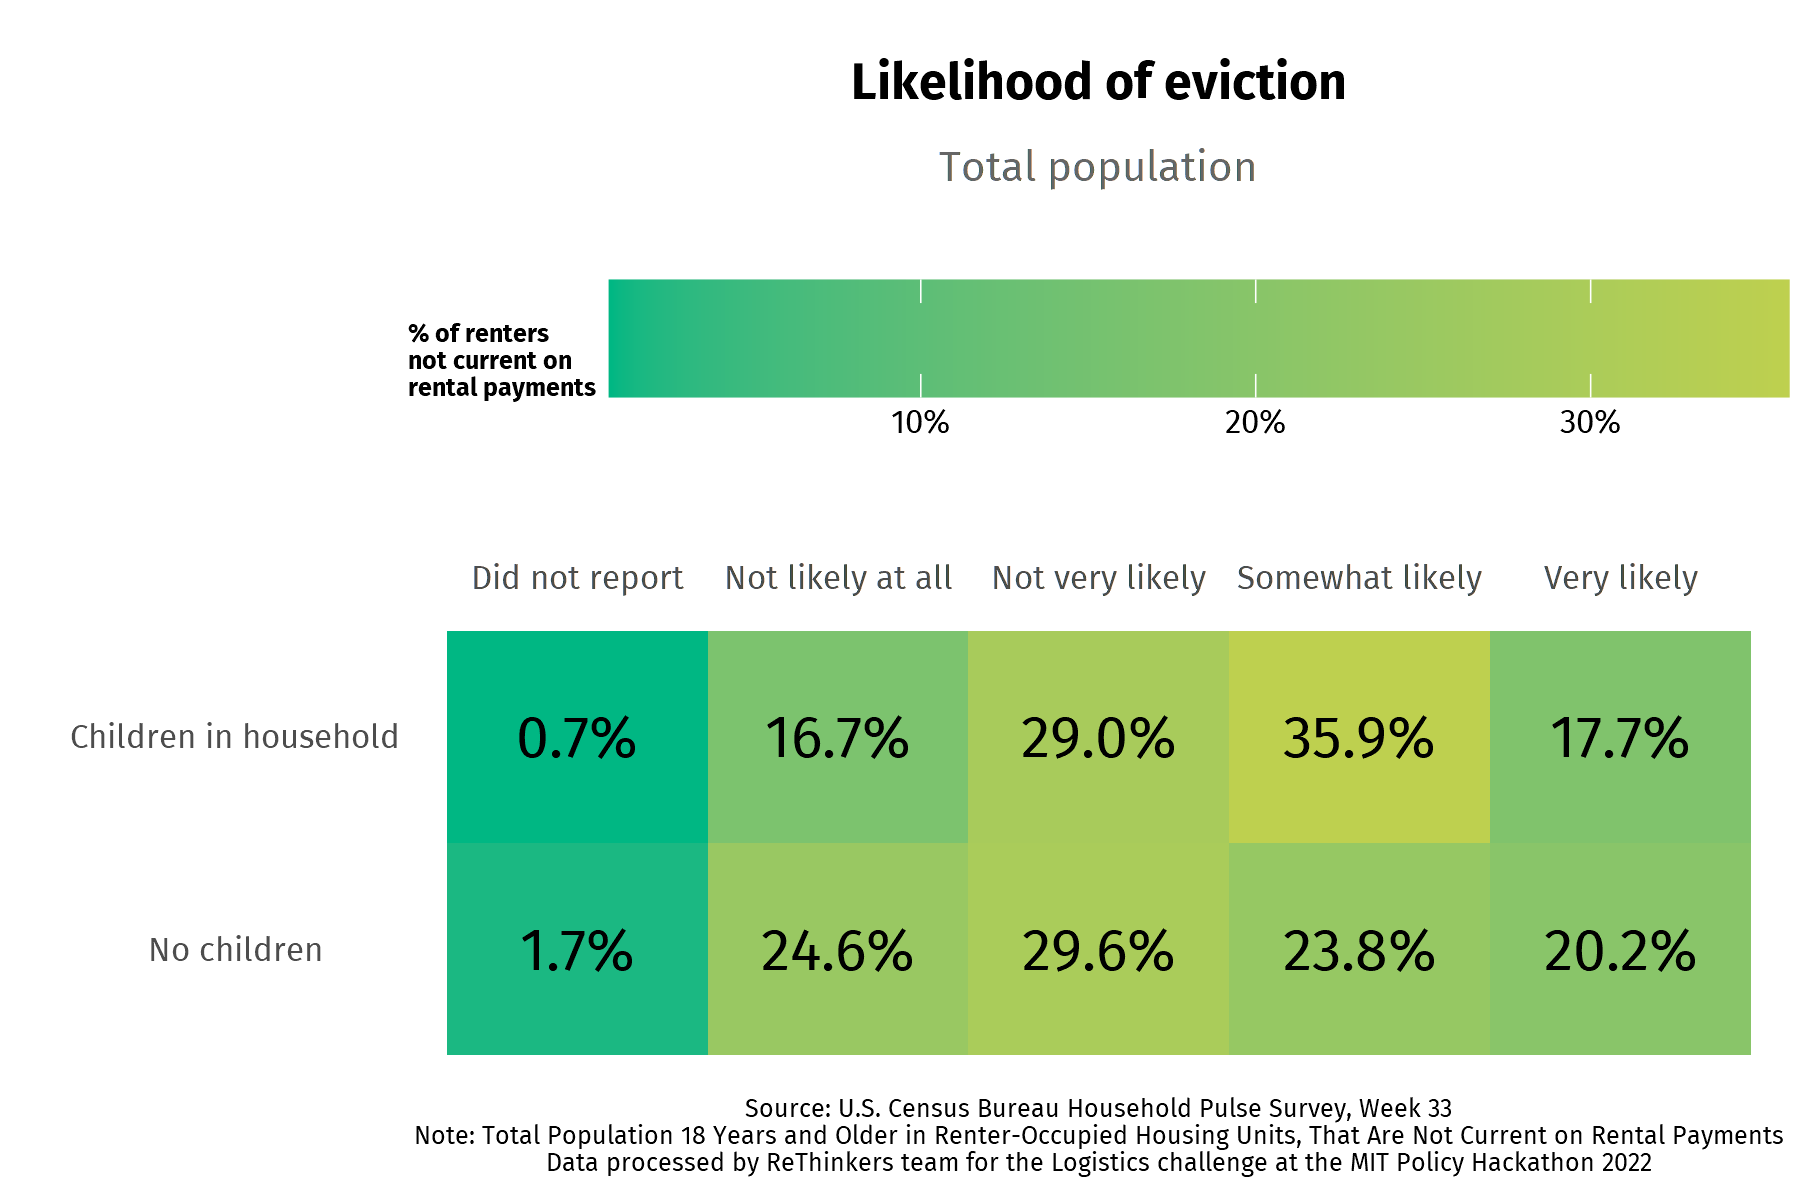 Likelihood of eviction
Total population
% of renters
not current on
rental payments
10% 20% 30%
Did not report Not likely at all Not very likely Somewhat likely Very likely
Children in household 0.7% 16.7% 29.0% 35.9% 17.7%
No children 1.7% 24.6% 29.6% 23.8% 20.2%
Source: U.S. Census Bureau Household Pulse Survey, Week 33
Note: Total Population 18 Years and Older in Renter-Occupied Housing Units, That Are Not Current on Rental Payments
Data processed by ReThinkers team for the Logistics challenge at the MIT Policy Hackathon 2022